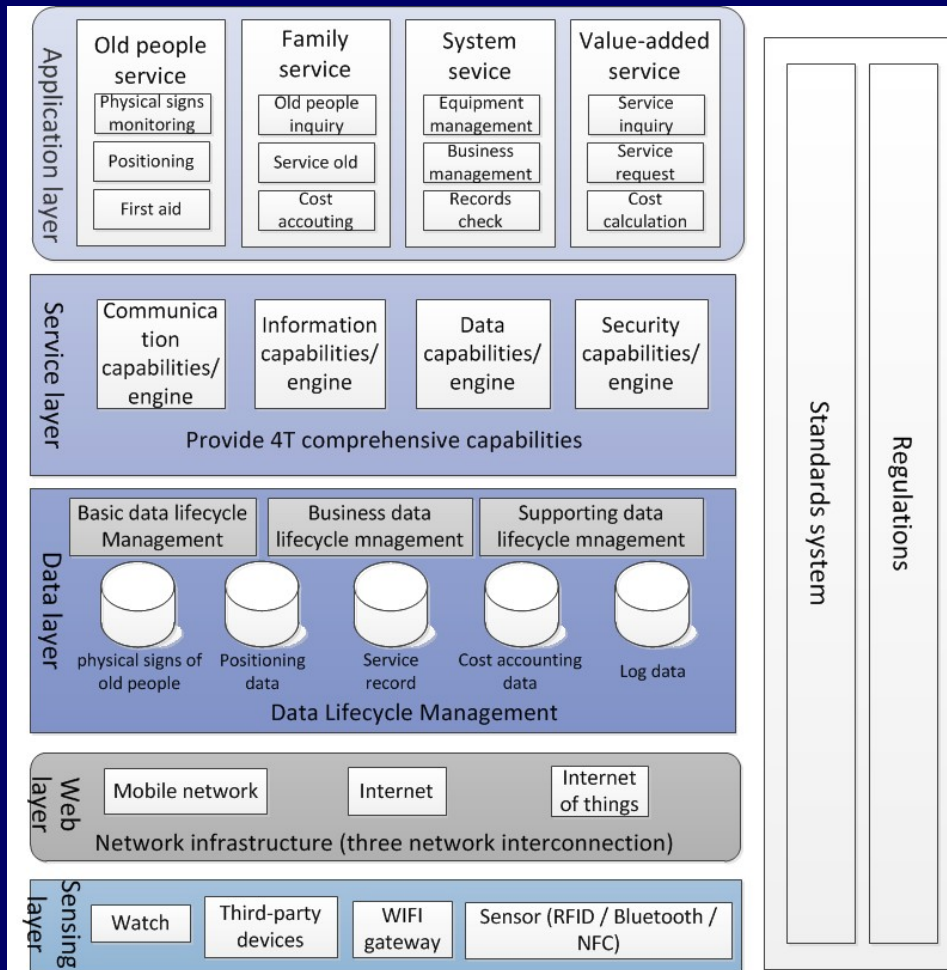 Application layer
Old people
service
Physical signs
monitoring
Positioning
First aid
Family
service
Old people
inquiry
Service old
Cost
accouting
System
sevice
Equipment
management
Business
management
Records
check
Value-added
service
Service
inquiry
Service
request
Cost
calculation
Service layer
Communica
tion
capabilities/
engine
Information
capabilities/
engine
Data
capabilities/
engine
Security
capabilities/
engine
Provide 4T comprehensive capabilities
Data layer
Basic data lifecycle
Management
Business data
lifecycle mnagement
Supporting data
lifecycle mnagement
physical signs of
old people
Positioning
data
Service
record
Cost accounting
data
Log data
Data Lifecycle Management
Web
layer
Mobile network
Internet
Internet
of things
Network infrastructure (three network interconnection)
Sensing
layer
Watch
Third-party
devices
WIFI
gateway
Sensor (RFID / Bluetooth /
NFC)
Standards system
Regulations